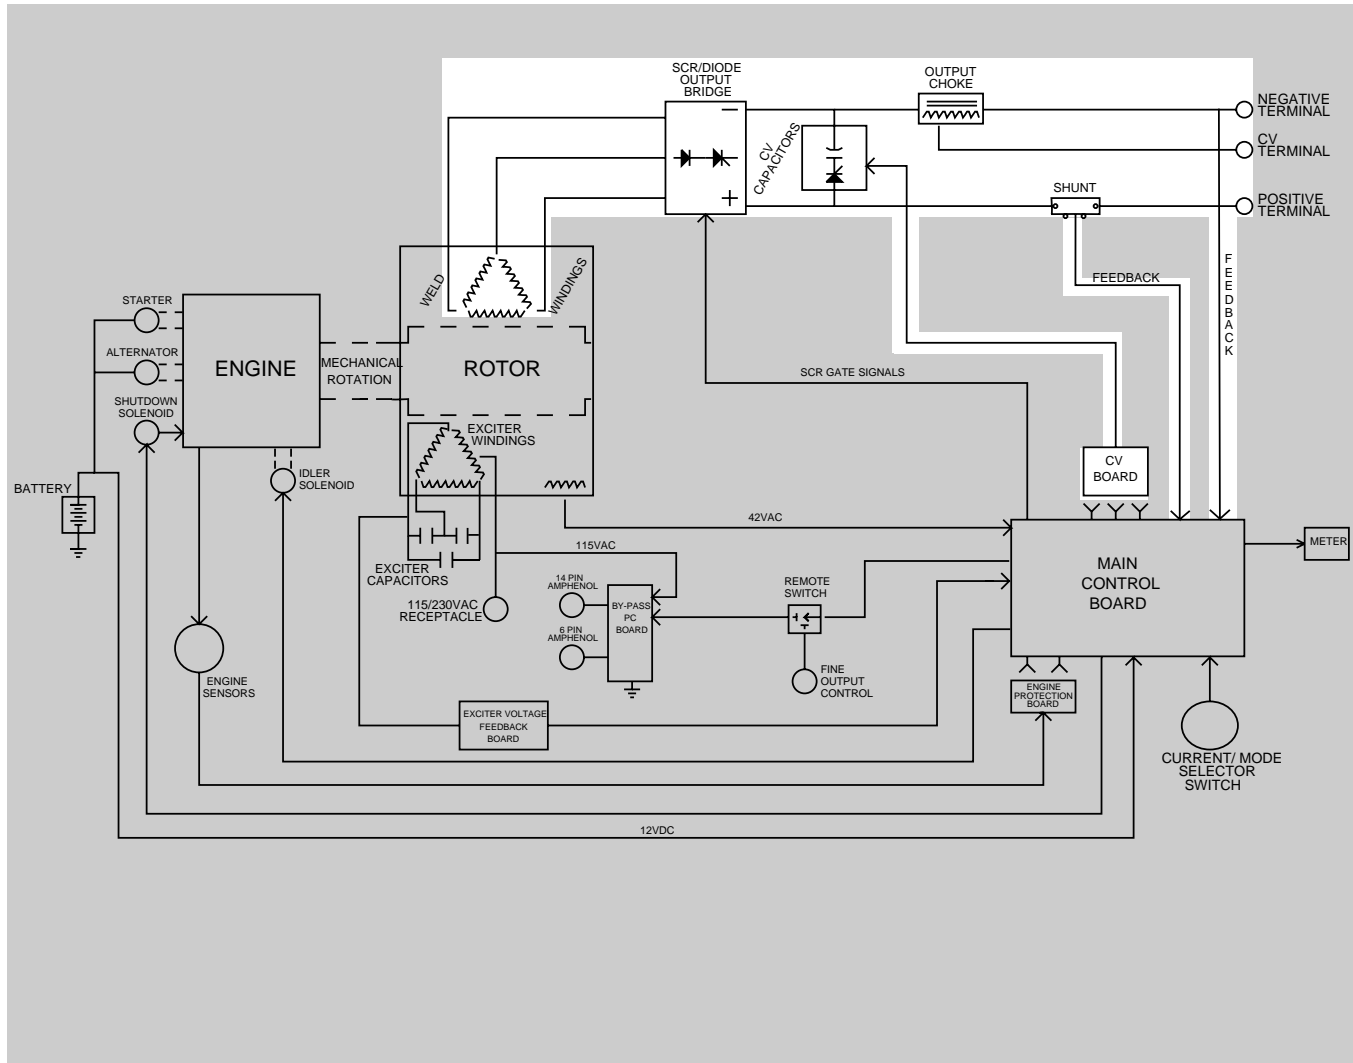 SCR/DIODE
OUTPUT
BRIDGE
OUTPUT
CHOKE
NEGATIVE
TERMINAL
CV
TERMINAL
CV
CAPACITORS
SHUNT
POSITIVE
TERMINAL
WELD
WINDINGS
FEEDBACK
FEEDBACK
STARTER
ALTERNATOR
ENGINE
MECHANICAL
ROTATION
ROTOR
SCR GATE SIGNALS
SHUTDOWN
SOLENOID
EXCITER
WINDINGS
IDLER
SOLENOID
BATTERY
CV
BOARD
42VAC
115VAC
METER
EXCITER
CAPACITORS
MAIN
CONTROL
BOARD
14 PIN
AMPHENOL
REMOTE
SWITCH
115/230VAC
RECEPTACLE
BY-PASS
PC
BOARD
6 PIN
AMPHENOL
ENGINE
SENSORS
FINE
OUTPUT
CONTROL
ENGINE
PROTECTION
BOARD
EXCITER VOLTAGE
FEEDBACK
BOARD
CURRENT/ MODE
SELECTOR
SWITCH
12VDC